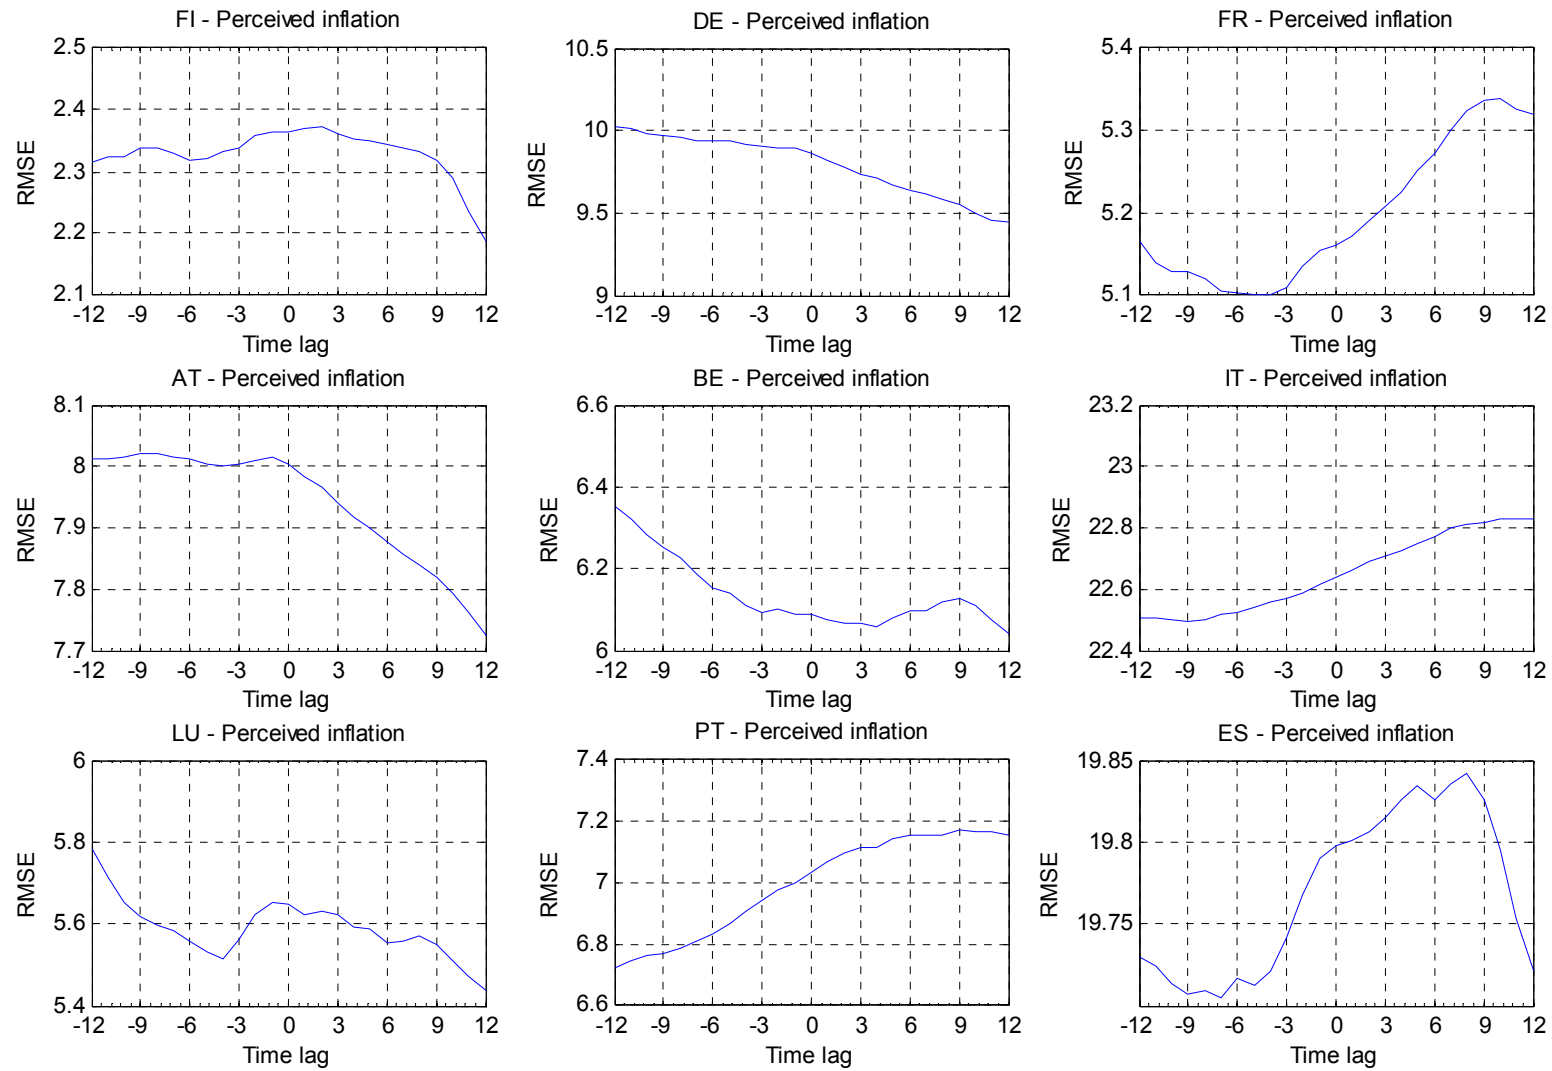 FI - Perceived inflation
2.5
2.4
2.3
2.2
2.1
RMSE
-12 -9 -6 -3 0 3 6 9 12
Time lag
DE - Perceived inflation
10.5
10
9.5
9
RMSE
-12 -9 -6 -3 0 3 6 9 12
Time lag
FR - Perceived inflation
5.4
5.3
5.2
5.1
RMSE
-12 -9 -6 -3 0 3 6 9 12
Time lag
AT - Perceived inflation
8.1
8
7.9
7.8
7.7
RMSE
-12 -9 -6 -3 0 3 6 9 12
Time lag
BE - Perceived inflation
6.6
6.4
6.2
6
RMSE
-12 -9 -6 -3 0 3 6 9 12
Time lag
IT - Perceived inflation
23.2
23
22.8
22.6
22.4
RMSE
-12 -9 -6 -3 0 3 6 9 12
Time lag
LU - Perceived inflation
6
5.8
5.6
5.4
RMSE
-12 -9 -6 -3 0 3 6 9 12
Time lag
PT - Perceived inflation
7.4
7.2
7
6.8
6.6
RMSE
-12 -9 -6 -3 0 3 6 9 12
Time lag
ES - Perceived inflation
19.85
19.8
19.75
RMSE
-12 -9 -6 -3 0 3 6 9 12
Time lag